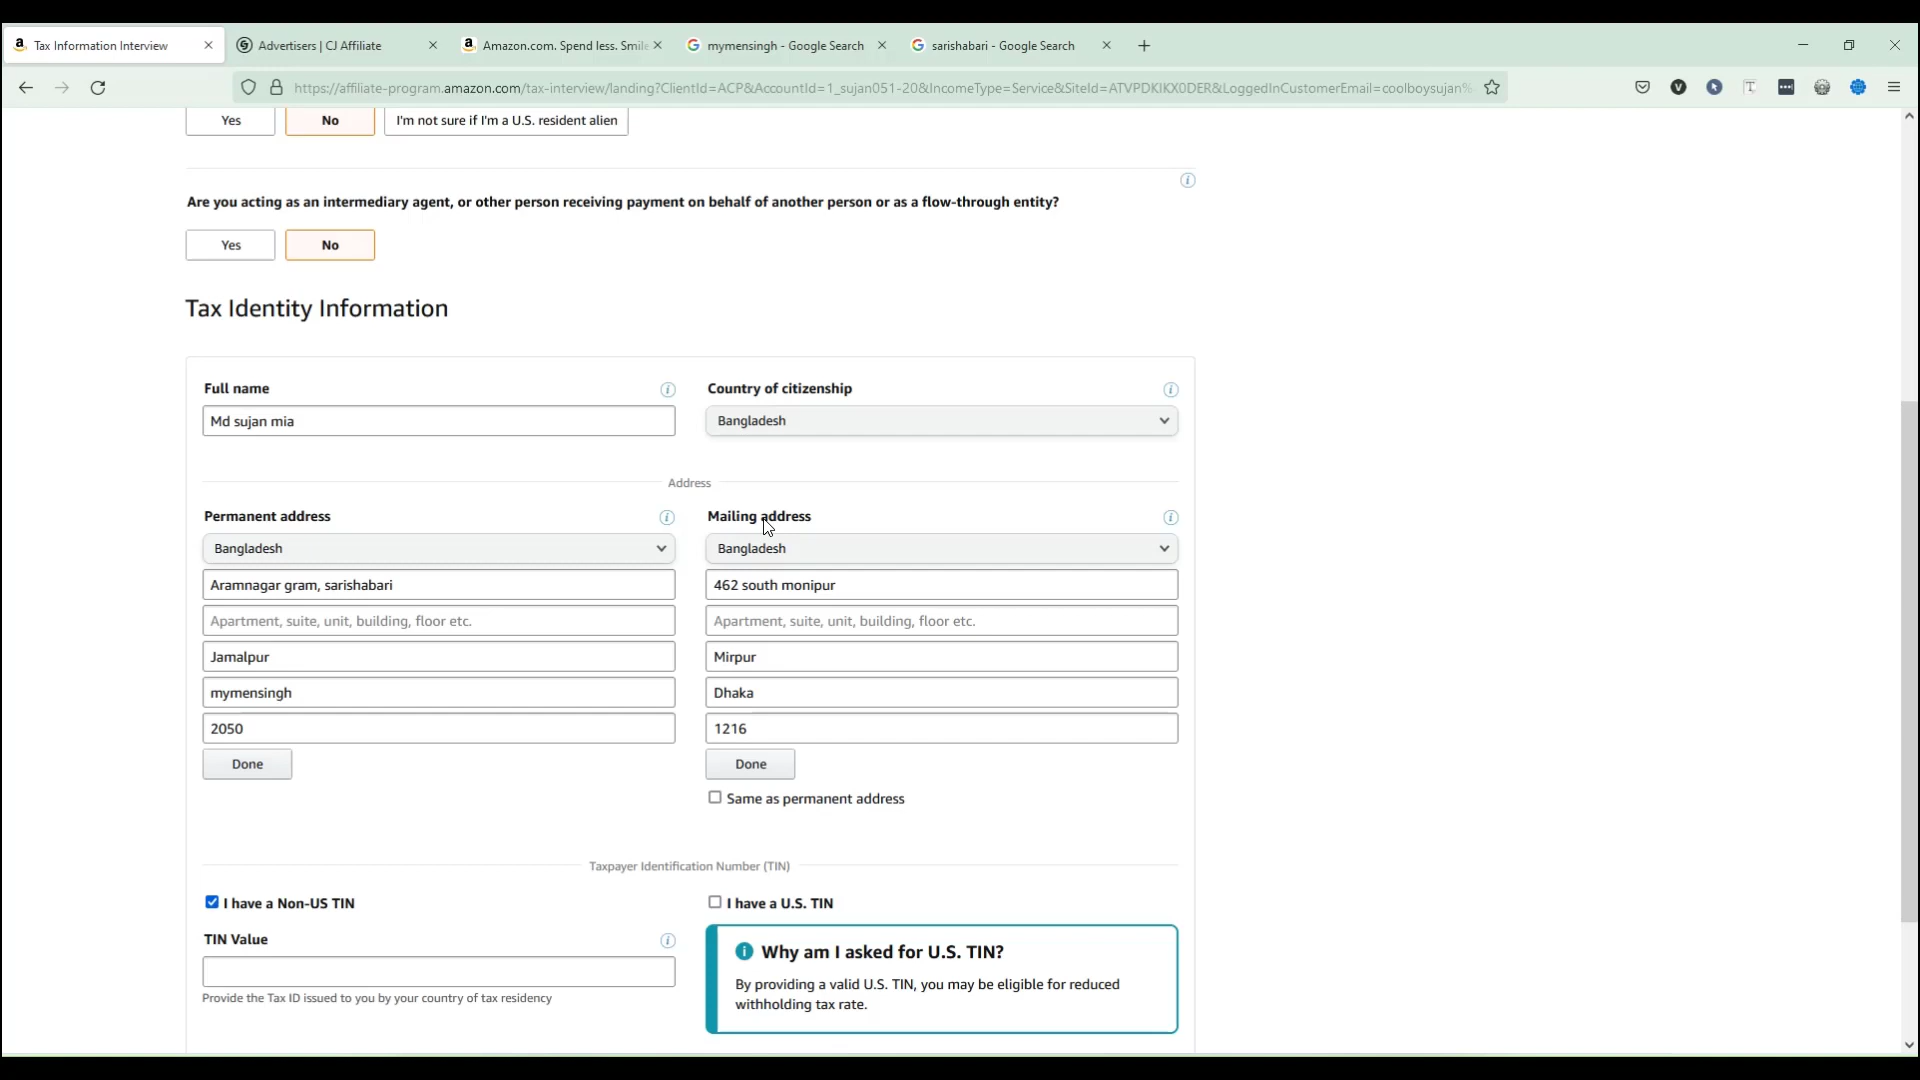 Tax Information Interview
Advertisers | CJ Affiliate
Amazon.com. Spend less. Smile
mymensingh - Google Search
sarishabari - Google Search
https://affiliate-program.amazon.com/tax-interview/landing?ClientId=ACP&AccountId=1_sujan051-20&IncomeType=Service&SiteId=ATVPDKIKX0DER&LoggedInCustomerEmail=coolboysujan%
Yes
No
I'm not sure if I'm a U.S. resident alien
Are you acting as an intermediary agent, or other person receiving payment on behalf of another person or as a flow-through entity?
Yes
No
Tax Identity Information
Full name
Country of citizenship
Md sujan mia
Bangladesh
Address
Permanent address
Mailing address
Bangladesh
Bangladesh
Aramnagar gram, sarishabari
462 south monipur
Apartment, suite, unit, building, floor etc.
Apartment, suite, unit, building, floor etc.
Jamalpur
Mirpur
mymensingh
Dhaka
2050
1216
Done
Done
Same as permanent address
Taxpayer Identification Number (TIN)
I have a Non-US TIN
I have a U.S. TIN
TIN Value
Why am I asked for U.S. TIN?
By providing a valid U.S. TIN, you may be eligible for reduced
withholding tax rate.
Provide the Tax ID issued to you by your country of tax residency